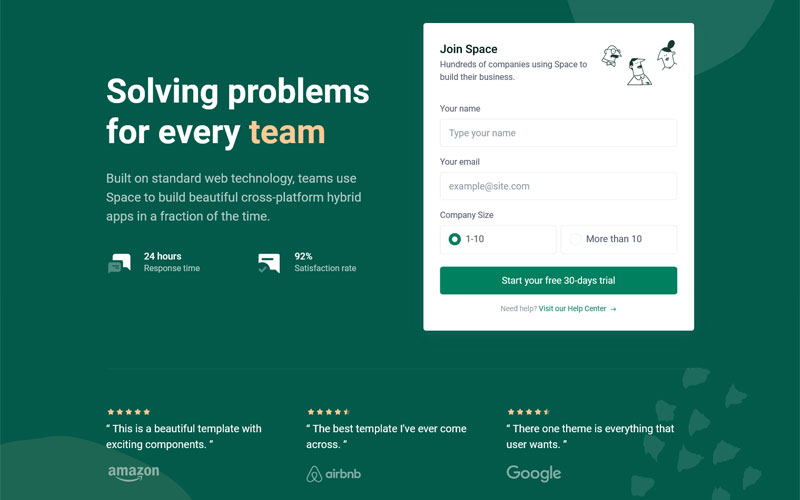 Solving problems
for every team
Built on standard web technology, teams use
Space to build beautiful cross-platform hybrid
apps in a fraction of the time.
24 hours
Response time
92%
Satisfaction rate
Join Space
Hundreds of companies using Space to
build their business.
Your name
Type your name
Your email
example@site.com
Company Size
1-10
More than 10
Start your free 30-days trial
Need help? Visit our Help Center →
“ This is a beautiful template with
exciting components. ”
amazon
“ The best template I've ever come
across. ”
airbnb
“ There one theme is everything that
user wants. ”
Google